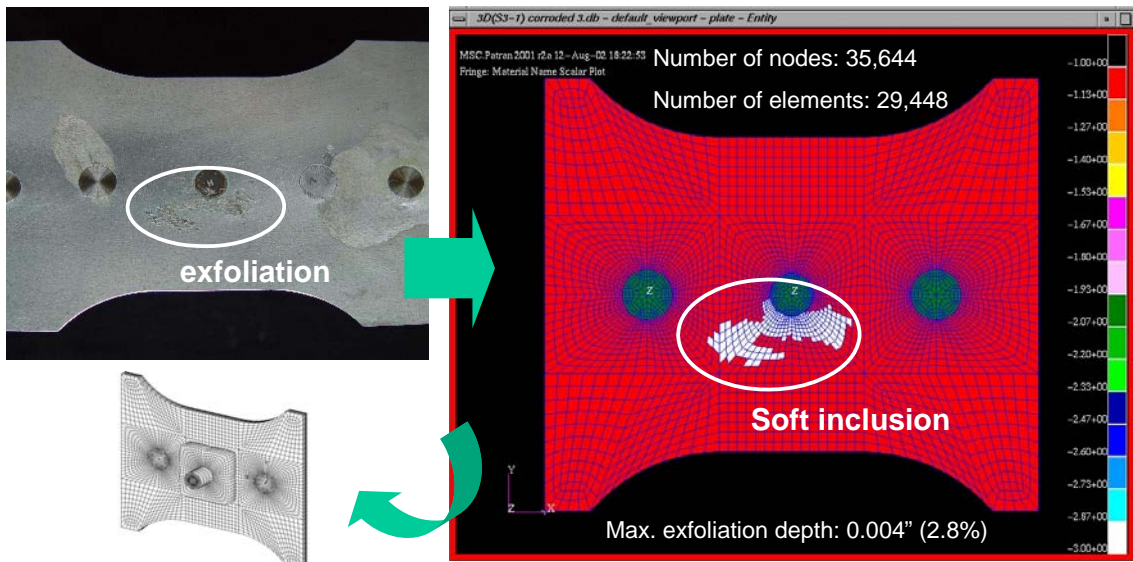 exfoliation
3D(S3-1) corroded 3.db - default_viewport - plate - Entity
MSC.Patran 2001 r2a 12-Aug-02 18:22:53
Fringe: Material Name Scalar Plot
Number of nodes: 35,644
Number of elements: 29,448
-1.00+00
-1.13+00
-1.27+00
-1.40+00
-1.53+00
-1.67+00
-1.80+00
-1.93+00
-2.07+00
-2.20+00
-2.33+00
-2.47+00
-2.60+00
-2.73+00
-2.87+00
-3.00+00
Z
Z
Soft inclusion
Y
Z
X
Max. exfoliation depth: 0.004” (2.8%)